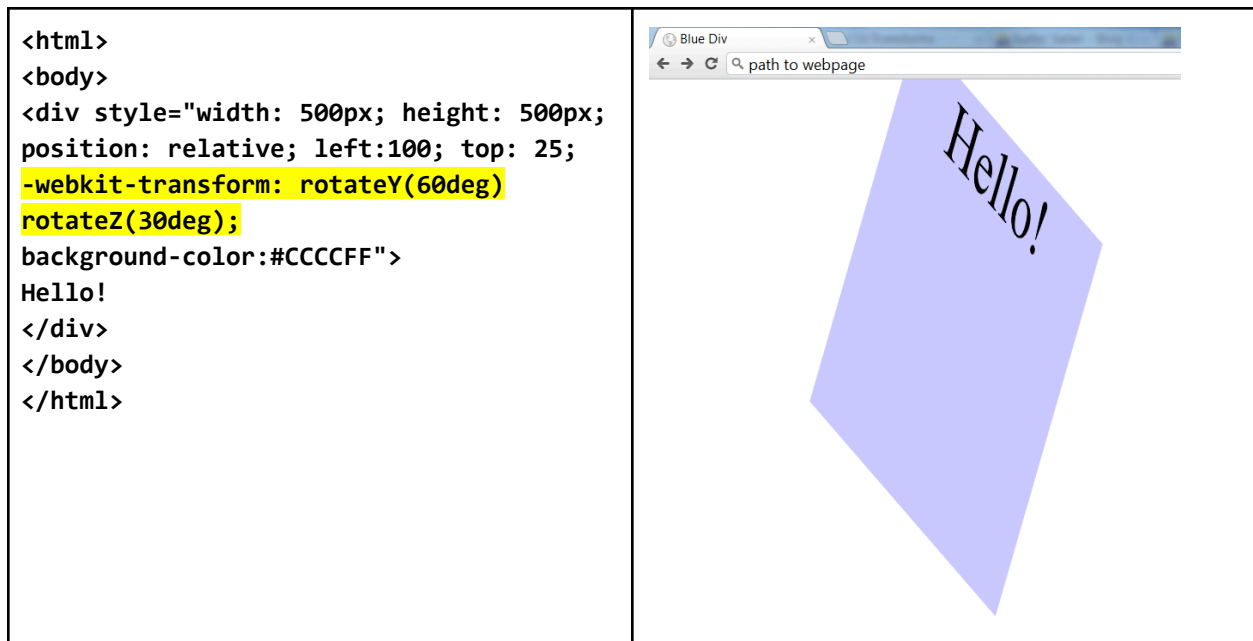 <html>
<body>
<div style="width: 500px; height: 500px;
position: relative; left:100; top: 25;
-webkit-transform: rotateY(60deg)
rotateZ(30deg);
background-color:#CCCCFF">
Hello!
</div>
</body>
</html>
Blue Div
path to webpage
Hello!